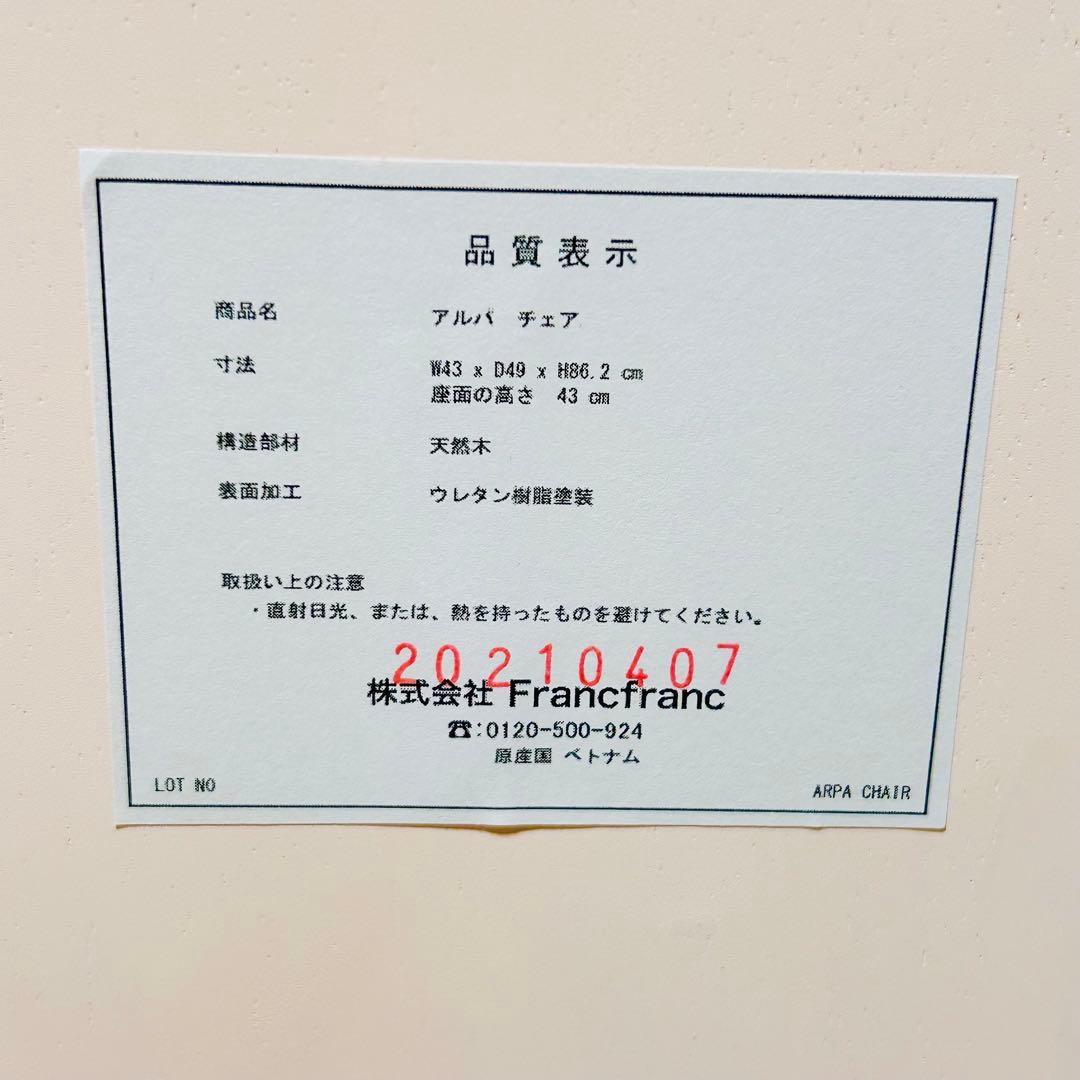 品質表示
商品名 アルパ チェア
寸法 W43 x D49 x H86.2 cm
座面の高さ 43 cm
構造部材 天然木
表面加工 ウレタン樹脂塗装
取扱い上の注意
・直射日光、または、熱を持ったものを避けてください。
20210407
株式会社 Francfranc
☎:0120-500-924
原産国 ベトナム
LOT NO ARPA CHAIR